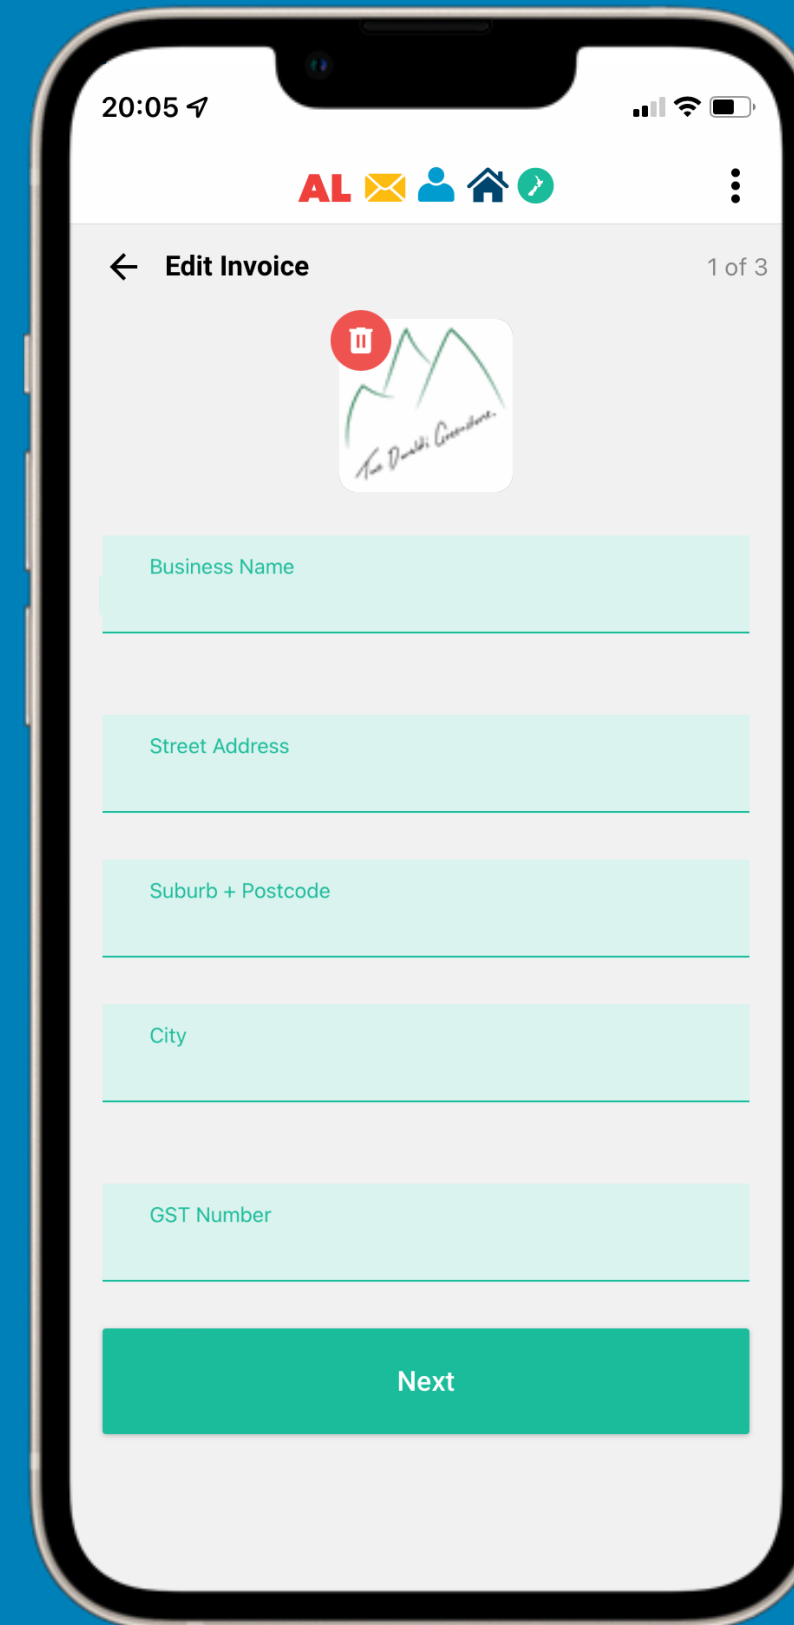 20:05
AL
Edit Invoice
1 of 3
Business Name
Street Address
Suburb + Postcode
City
GST Number
Next